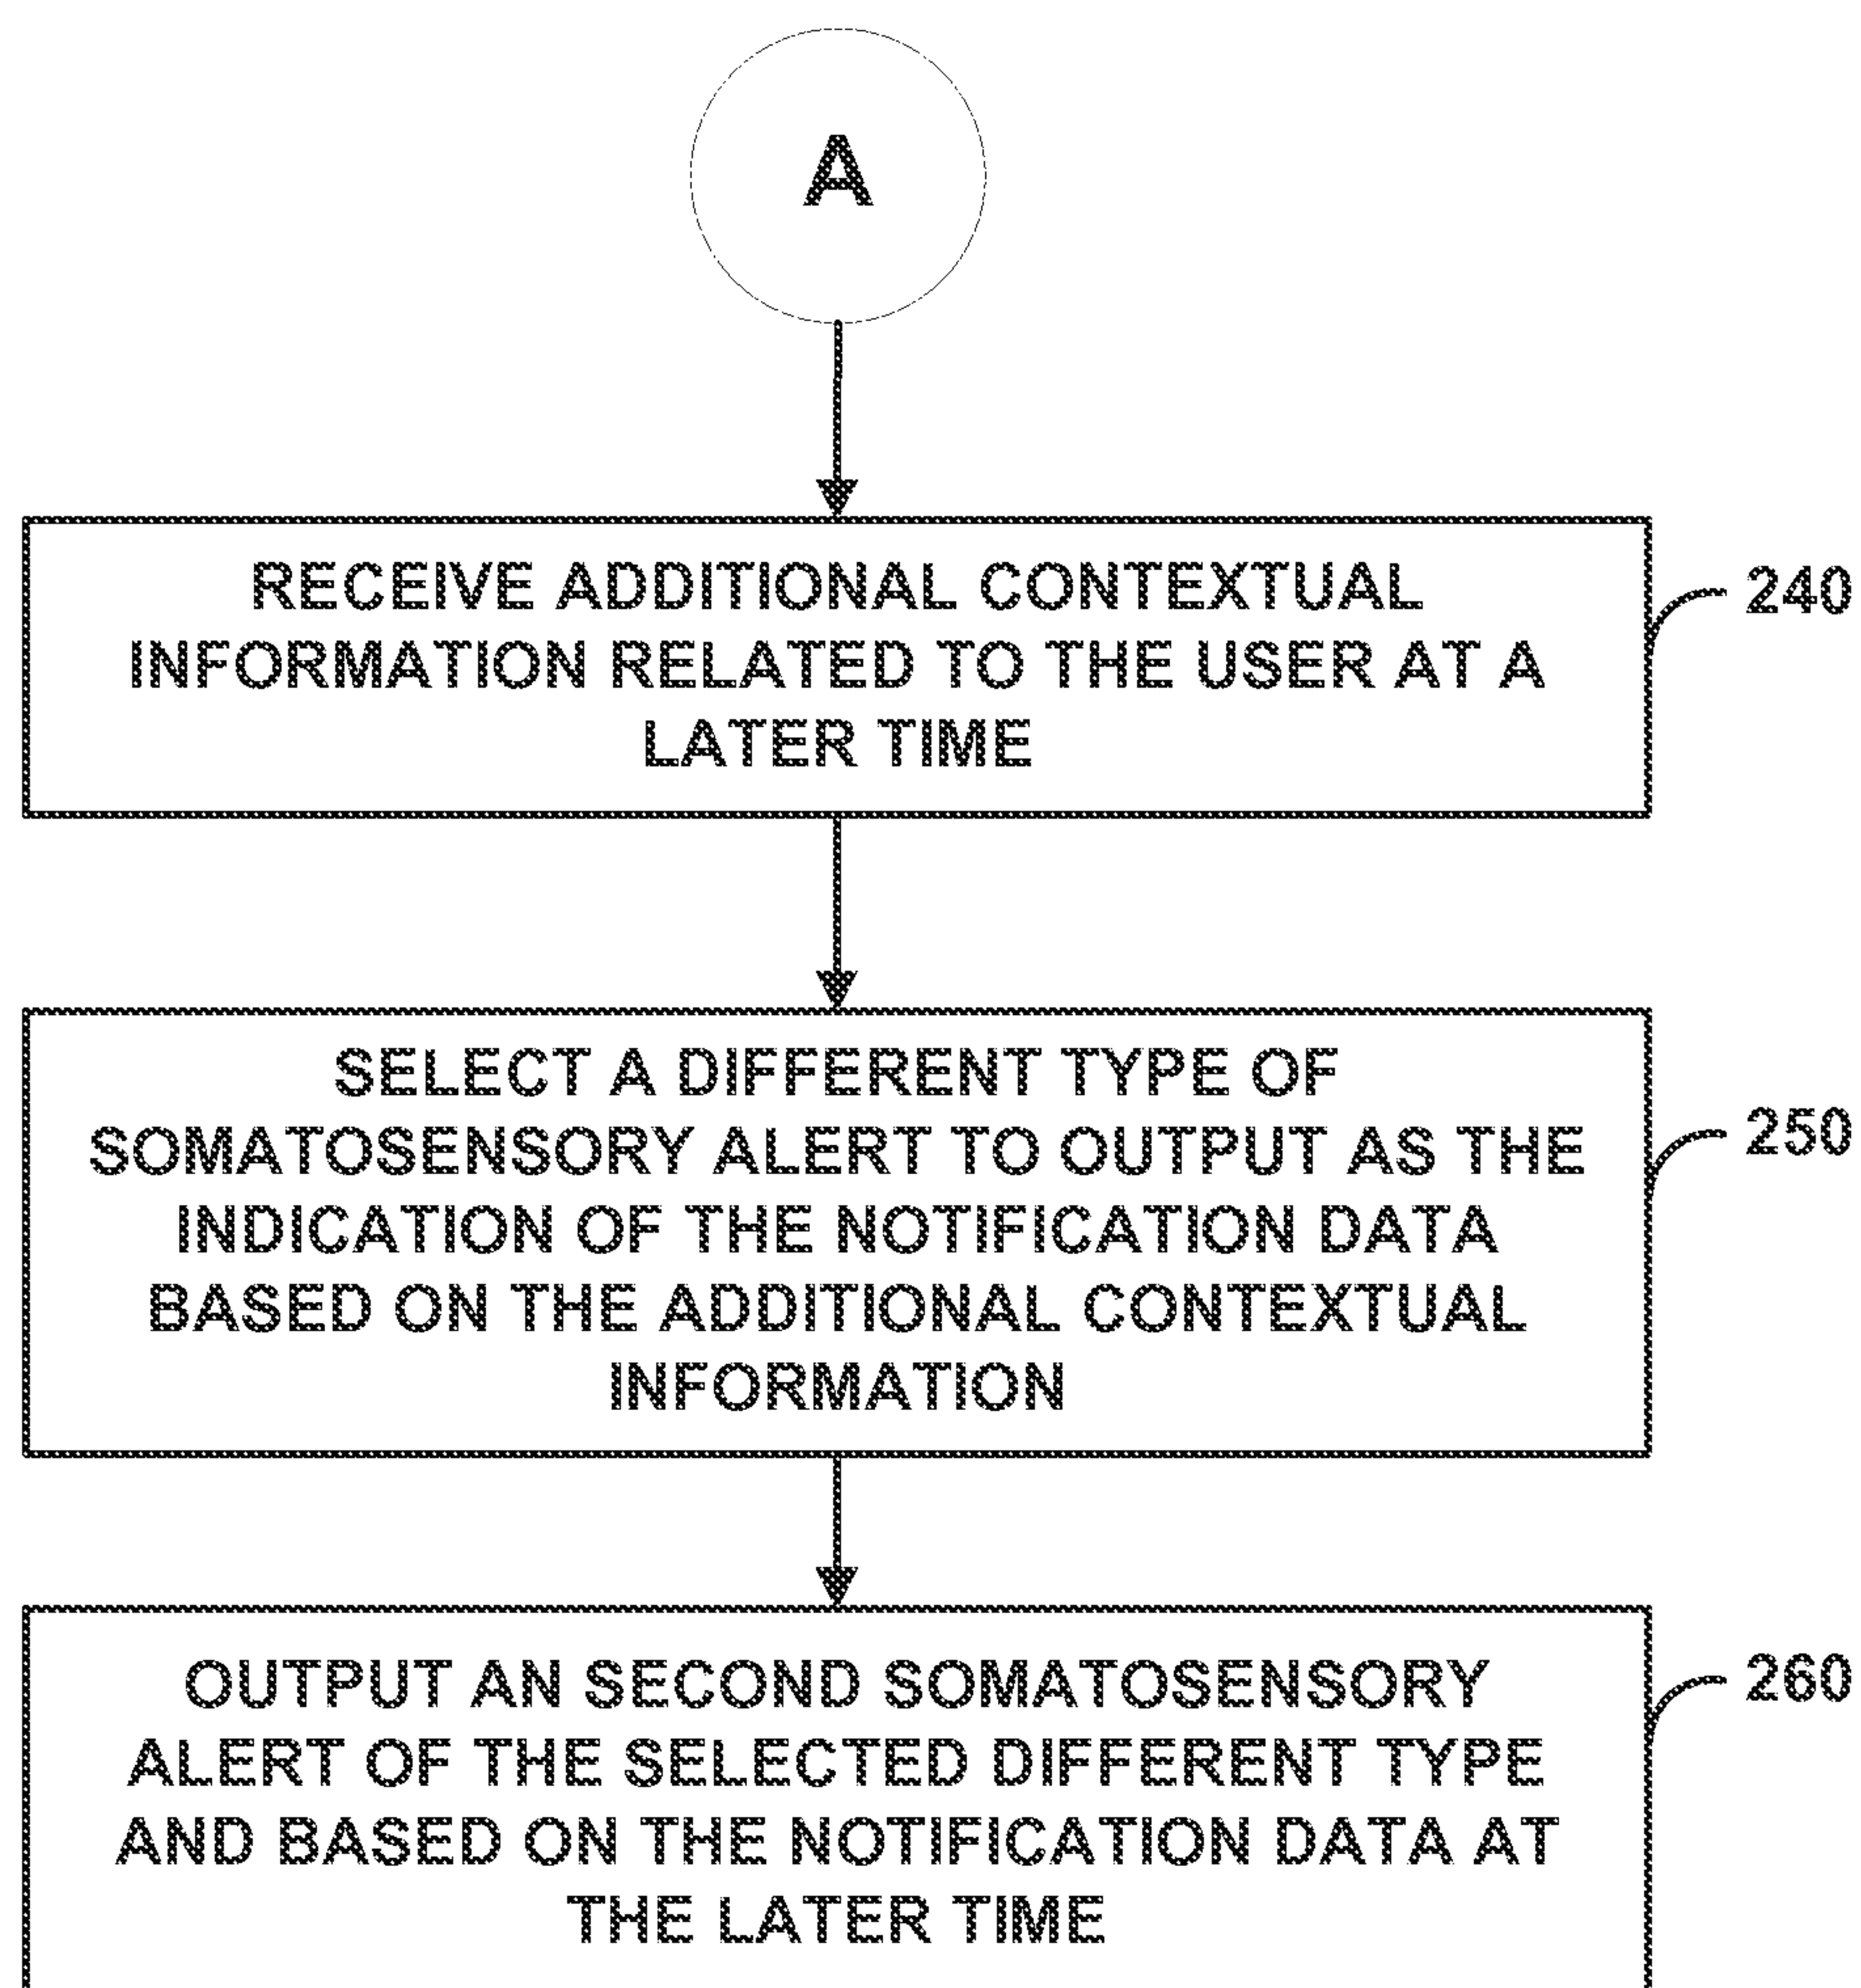 A
RECEIVE ADDITIONAL CONTEXTUAL
INFORMATION RELATED TO THE USER AT A
LATER TIME
240
SELECT A DIFFERENT TYPE OF
SOMATOSENSORY ALERT TO OUTPUT AS THE
INDICATION OF THE NOTIFICATION DATA
BASED ON THE ADDITIONAL CONTEXTUAL
INFORMATION
250
OUTPUT AN SECOND SOMATOSENSORY
ALERT OF THE SELECTED DIFFERENT TYPE
AND BASED ON THE NOTIFICATION DATA AT
THE LATER TIME
260